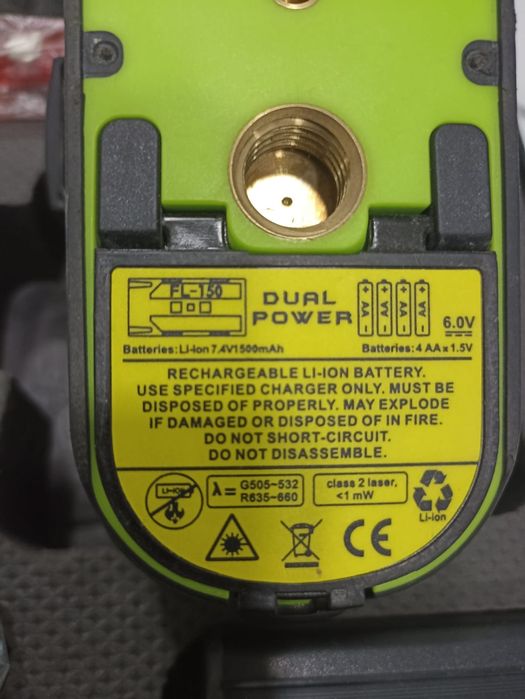 FL-150
DUAL
POWER
AA AA AA AA
6.0V
Batteries: Li-Ion 7.4V1500mAh
Batteries: 4 AA x 1.5V
RECHARGEABLE LI-ION BATTERY.
USE SPECIFIED CHARGER ONLY. MUST BE
DISPOSED OF PROPERLY. MAY EXPLODE
IF DAMAGED OR DISPOSED OF IN FIRE.
DO NOT SHORT-CIRCUIT.
DO NOT DISASSEMBLE.
LI-ION
λ = G505~532
R635~660
class 2 laser,
<1 mW
Li-ion
CE